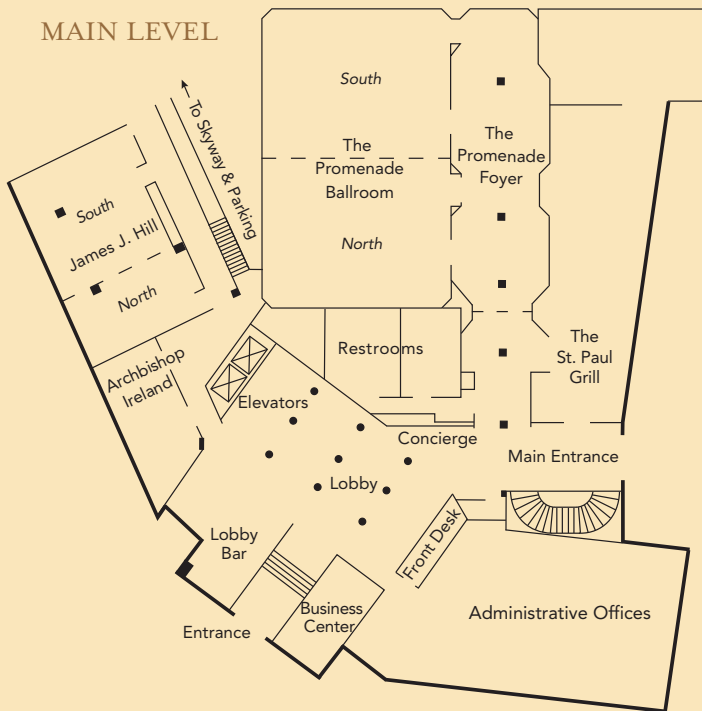 MAIN LEVEL
To Skyway & Parking
South
The
Promenade
Ballroom
North
The
Promenade
Foyer
South
James J. Hill
North
Archbishop
Ireland
Restrooms
The
St. Paul
Grill
Elevators
Concierge
Main Entrance
Lobby
Lobby
Bar
Front Desk
Business
Center
Entrance
Administrative Offices